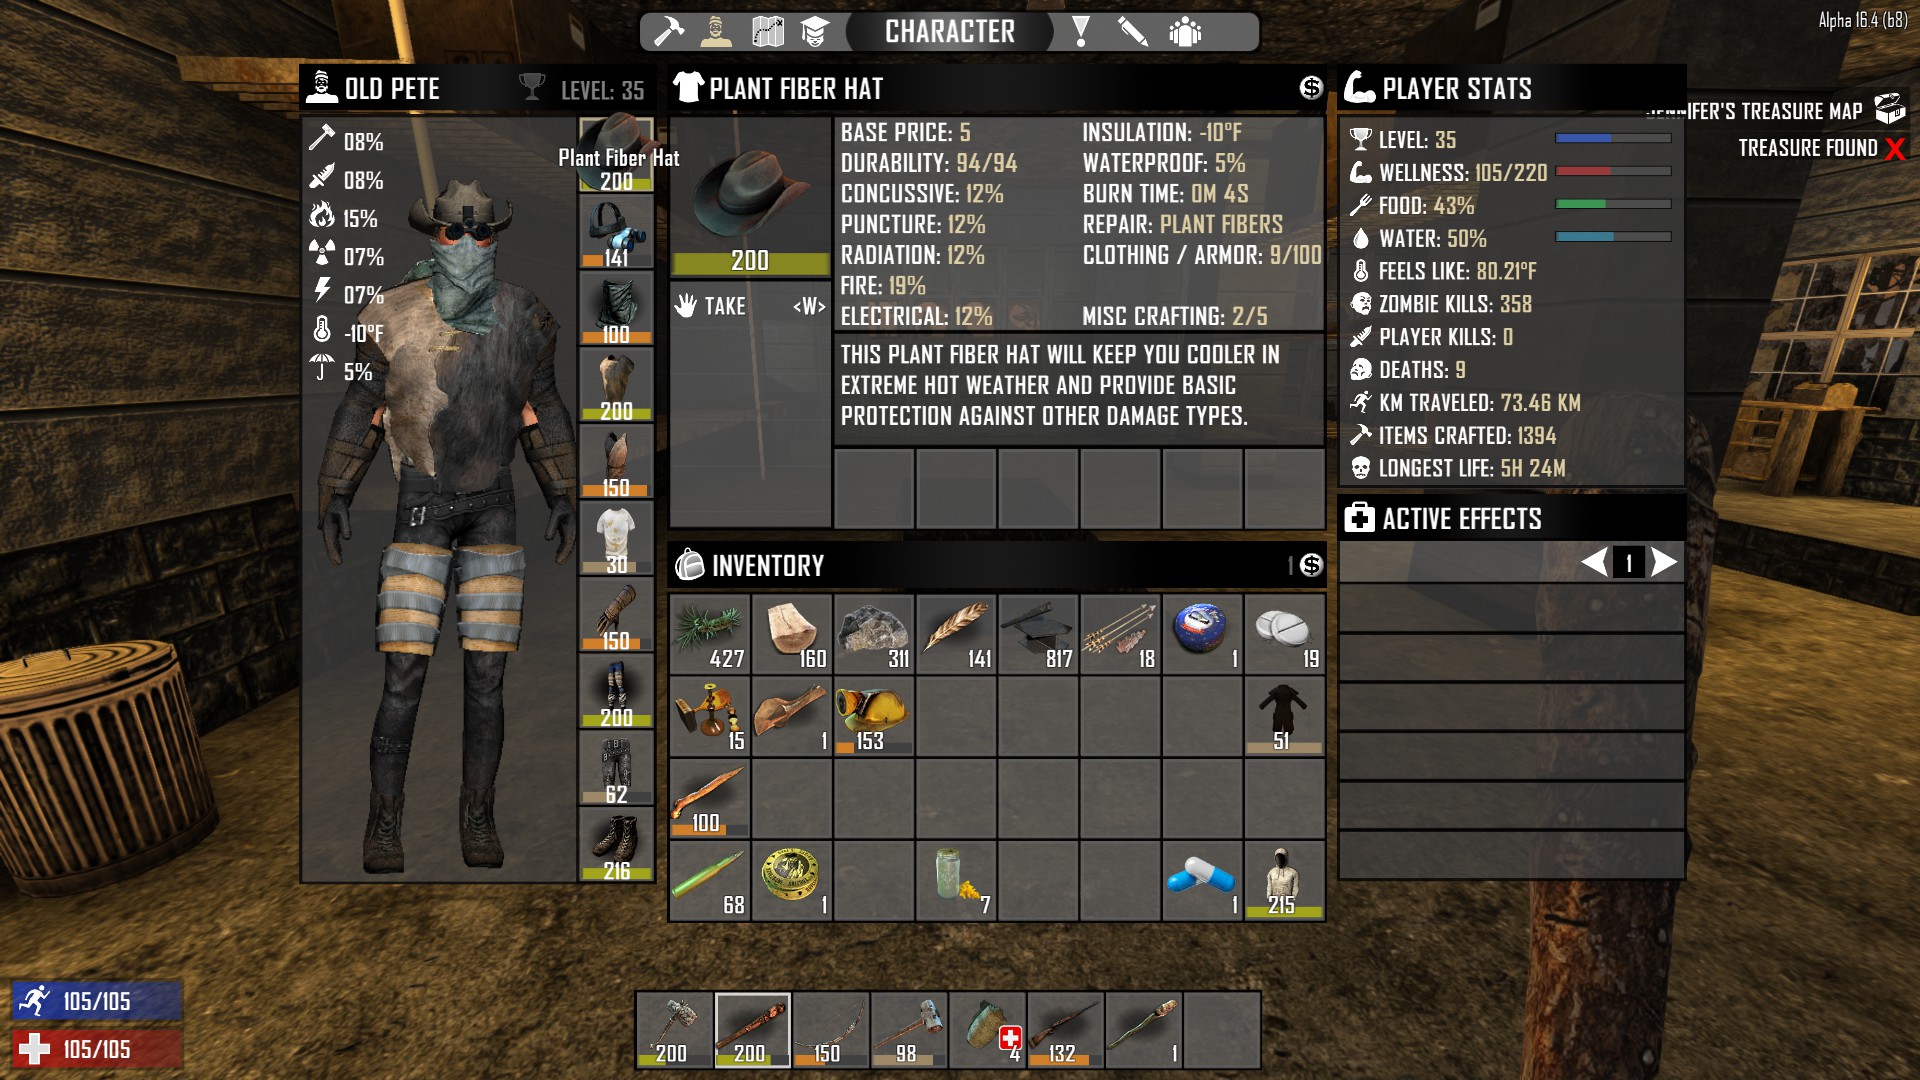 CHARACTER
Alpha 16.4 (b8)
OLD PETE
LEVEL: 35
08%
08%
15%
07%
07%
-10°F
5%
Plant Fiber Hat
200
141
100
200
150
30
150
200
62
216
PLANT FIBER HAT
200
TAKE <W>
BASE PRICE: 5
DURABILITY: 94/94
CONCUSSIVE: 12%
PUNCTURE: 12%
RADIATION: 12%
FIRE: 19%
ELECTRICAL: 12%
INSULATION: -10°F
WATERPROOF: 5%
BURN TIME: 0M 4S
REPAIR: PLANT FIBERS
CLOTHING / ARMOR: 9/100
MISC CRAFTING: 2/5
THIS PLANT FIBER HAT WILL KEEP YOU COOLER IN
EXTREME HOT WEATHER AND PROVIDE BASIC
PROTECTION AGAINST OTHER DAMAGE TYPES.
INVENTORY
1
427 160 311 141 817 18 1 19
15 1 153 51
100
68 1 7 1 215
PLAYER STATS
LEVEL: 35
WELLNESS: 105/220
FOOD: 43%
WATER: 50%
FEELS LIKE: 80.21°F
ZOMBIE KILLS: 358
PLAYER KILLS: 0
DEATHS: 9
KM TRAVELED: 73.46 KM
ITEMS CRAFTED: 1394
LONGEST LIFE: 5H 24M
TREASURE MAP
TREASURE FOUND X
ACTIVE EFFECTS
1
105/105
105/105
200 200 150 98 4 132 1